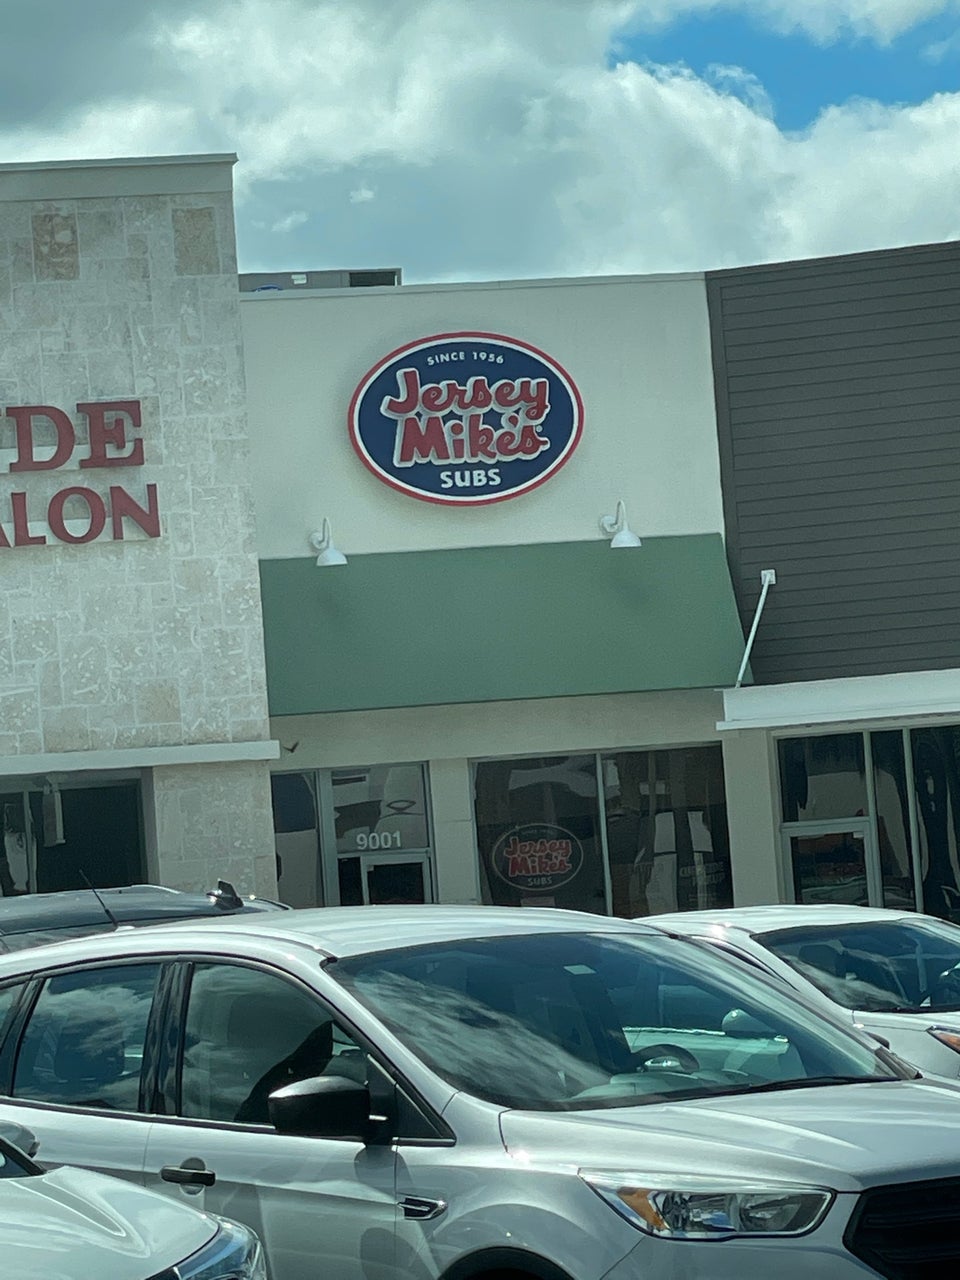 DE
ALON
SINCE 1956
Jersey
Mike's
SUBS
9001
Jersey
Mike's
SUBS